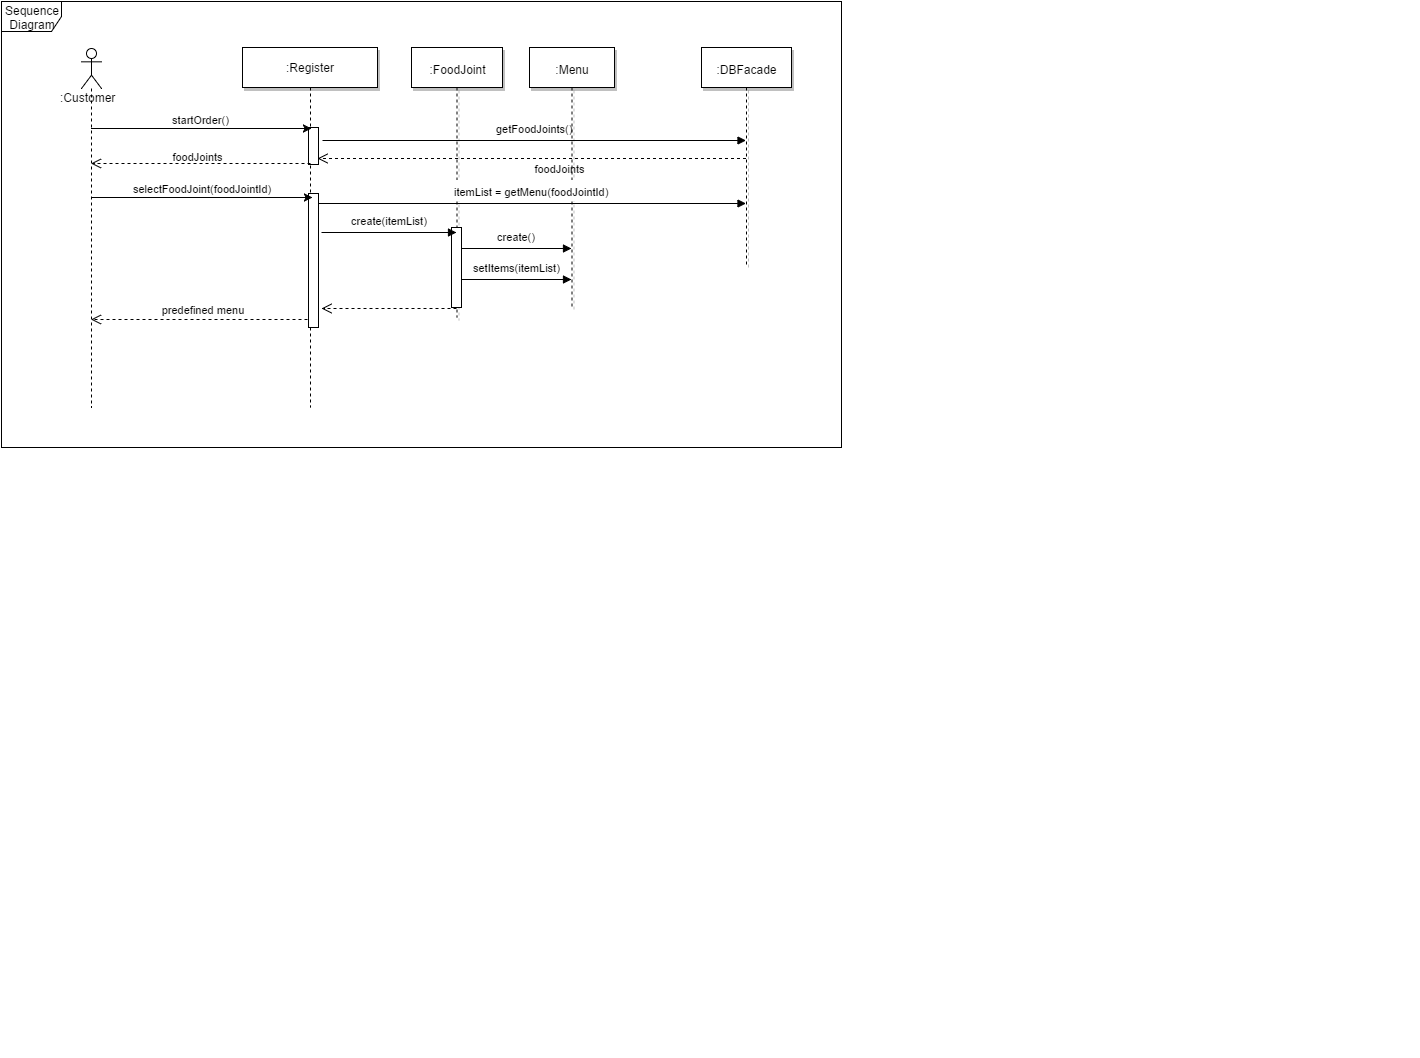 Sequence
Diagram
:Customer
:Register
:FoodJoint
:Menu
:DBFacade
startOrder()
getFoodJoints()
foodJoints
foodJoints
selectFoodJoint(foodJointId)
itemList = getMenu(foodJointId)
create(itemList)
create()
setItems(itemList)
predefined menu